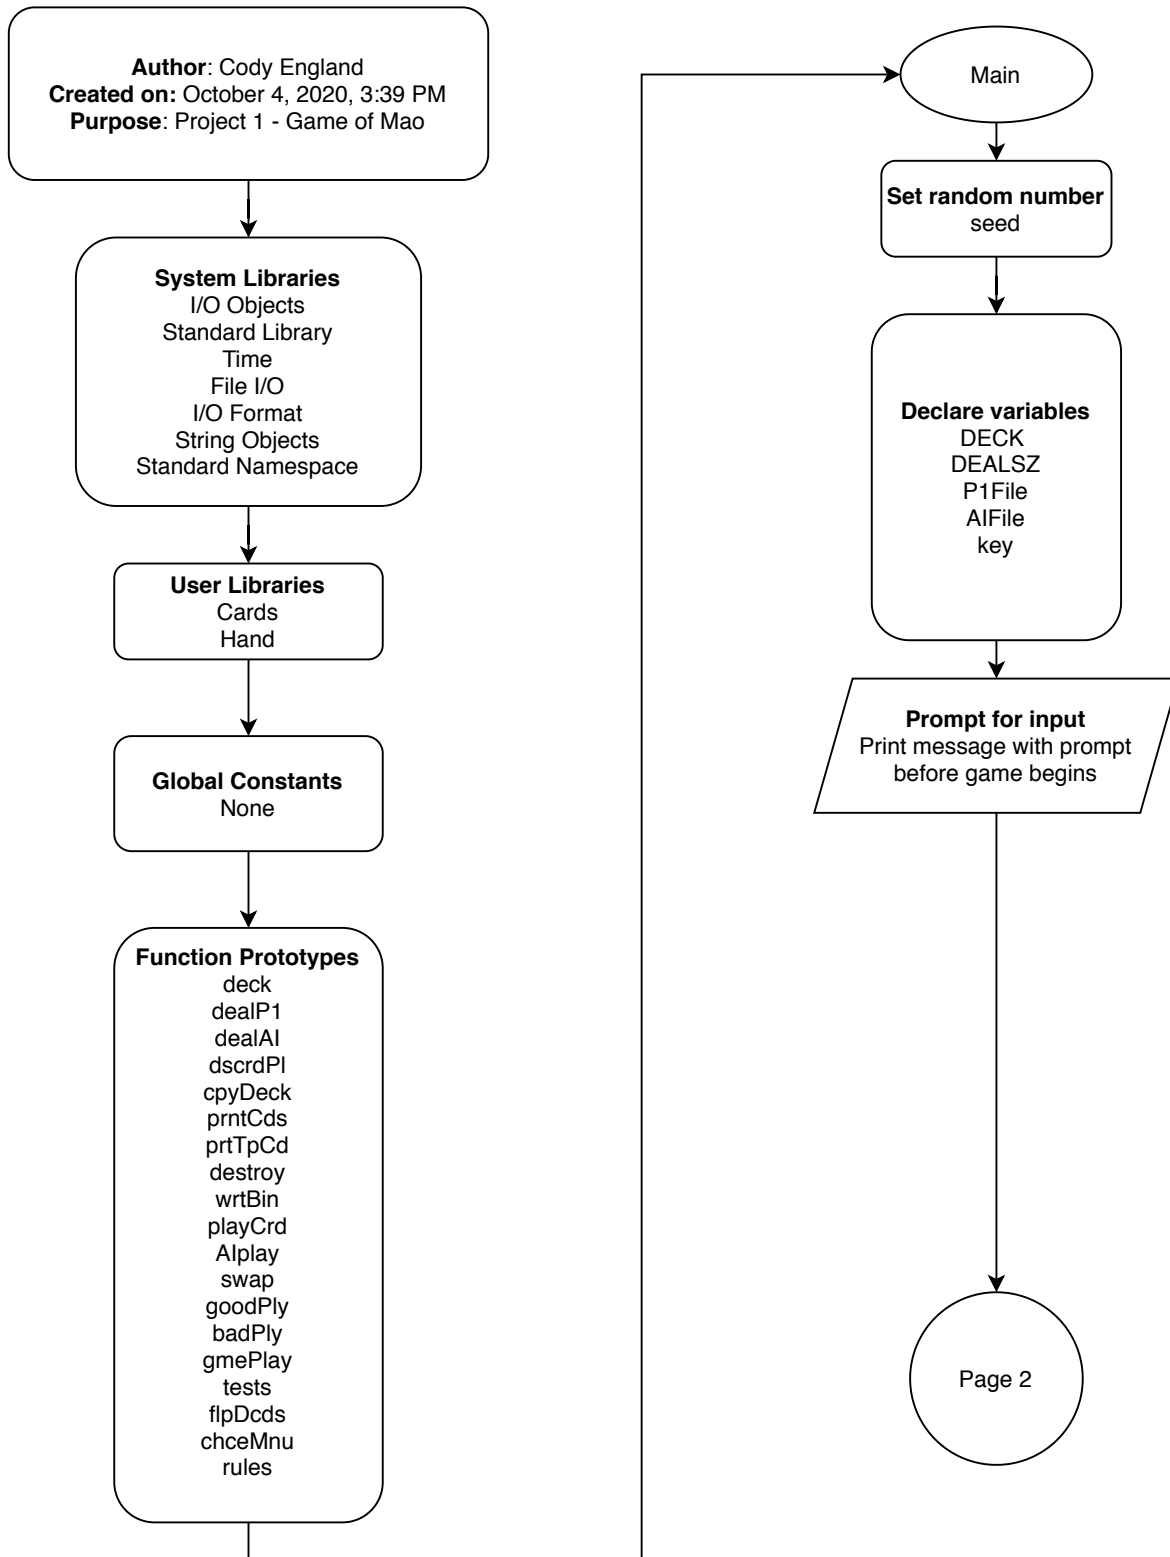 Author: Cody England
Created on: October 4, 2020, 3:39 PM
Purpose: Project 1 - Game of Mao
System Libraries
I/O Objects
Standard Library
Time
File I/O
I/O Format
String Objects
Standard Namespace
User Libraries
Cards
Hand
Global Constants
None
Function Prototypes
deck
dealP1
dealAI
dscrdPl
cpyDeck
prntCds
prtTpCd
destroy
wrtBin
playCrd
AIplay
swap
goodPly
badPly
gmePlay
tests
flpDcds
chceMnu
rules
Main
Set random number
seed
Declare variables
DECK
DEALSZ
P1File
AIFile
key
Prompt for input
Print message with prompt
before game begins
Page 2